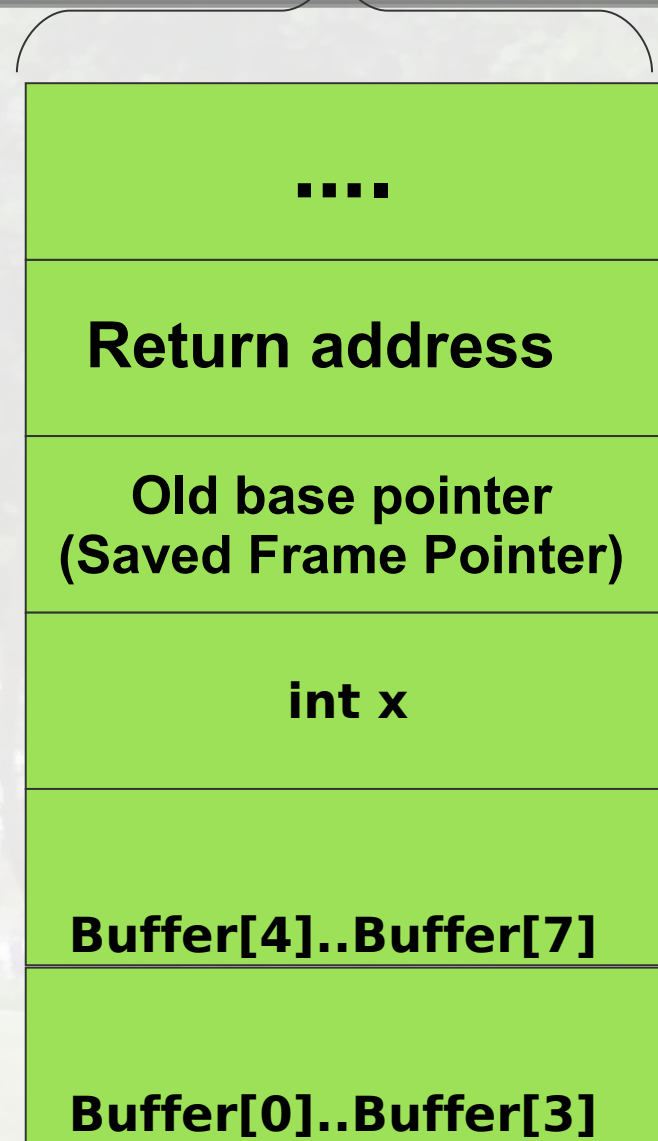 ....
Return address
Old base pointer
(Saved Frame Pointer)
int x
Buffer[4]..Buffer[7]
Buffer[0]..Buffer[3]